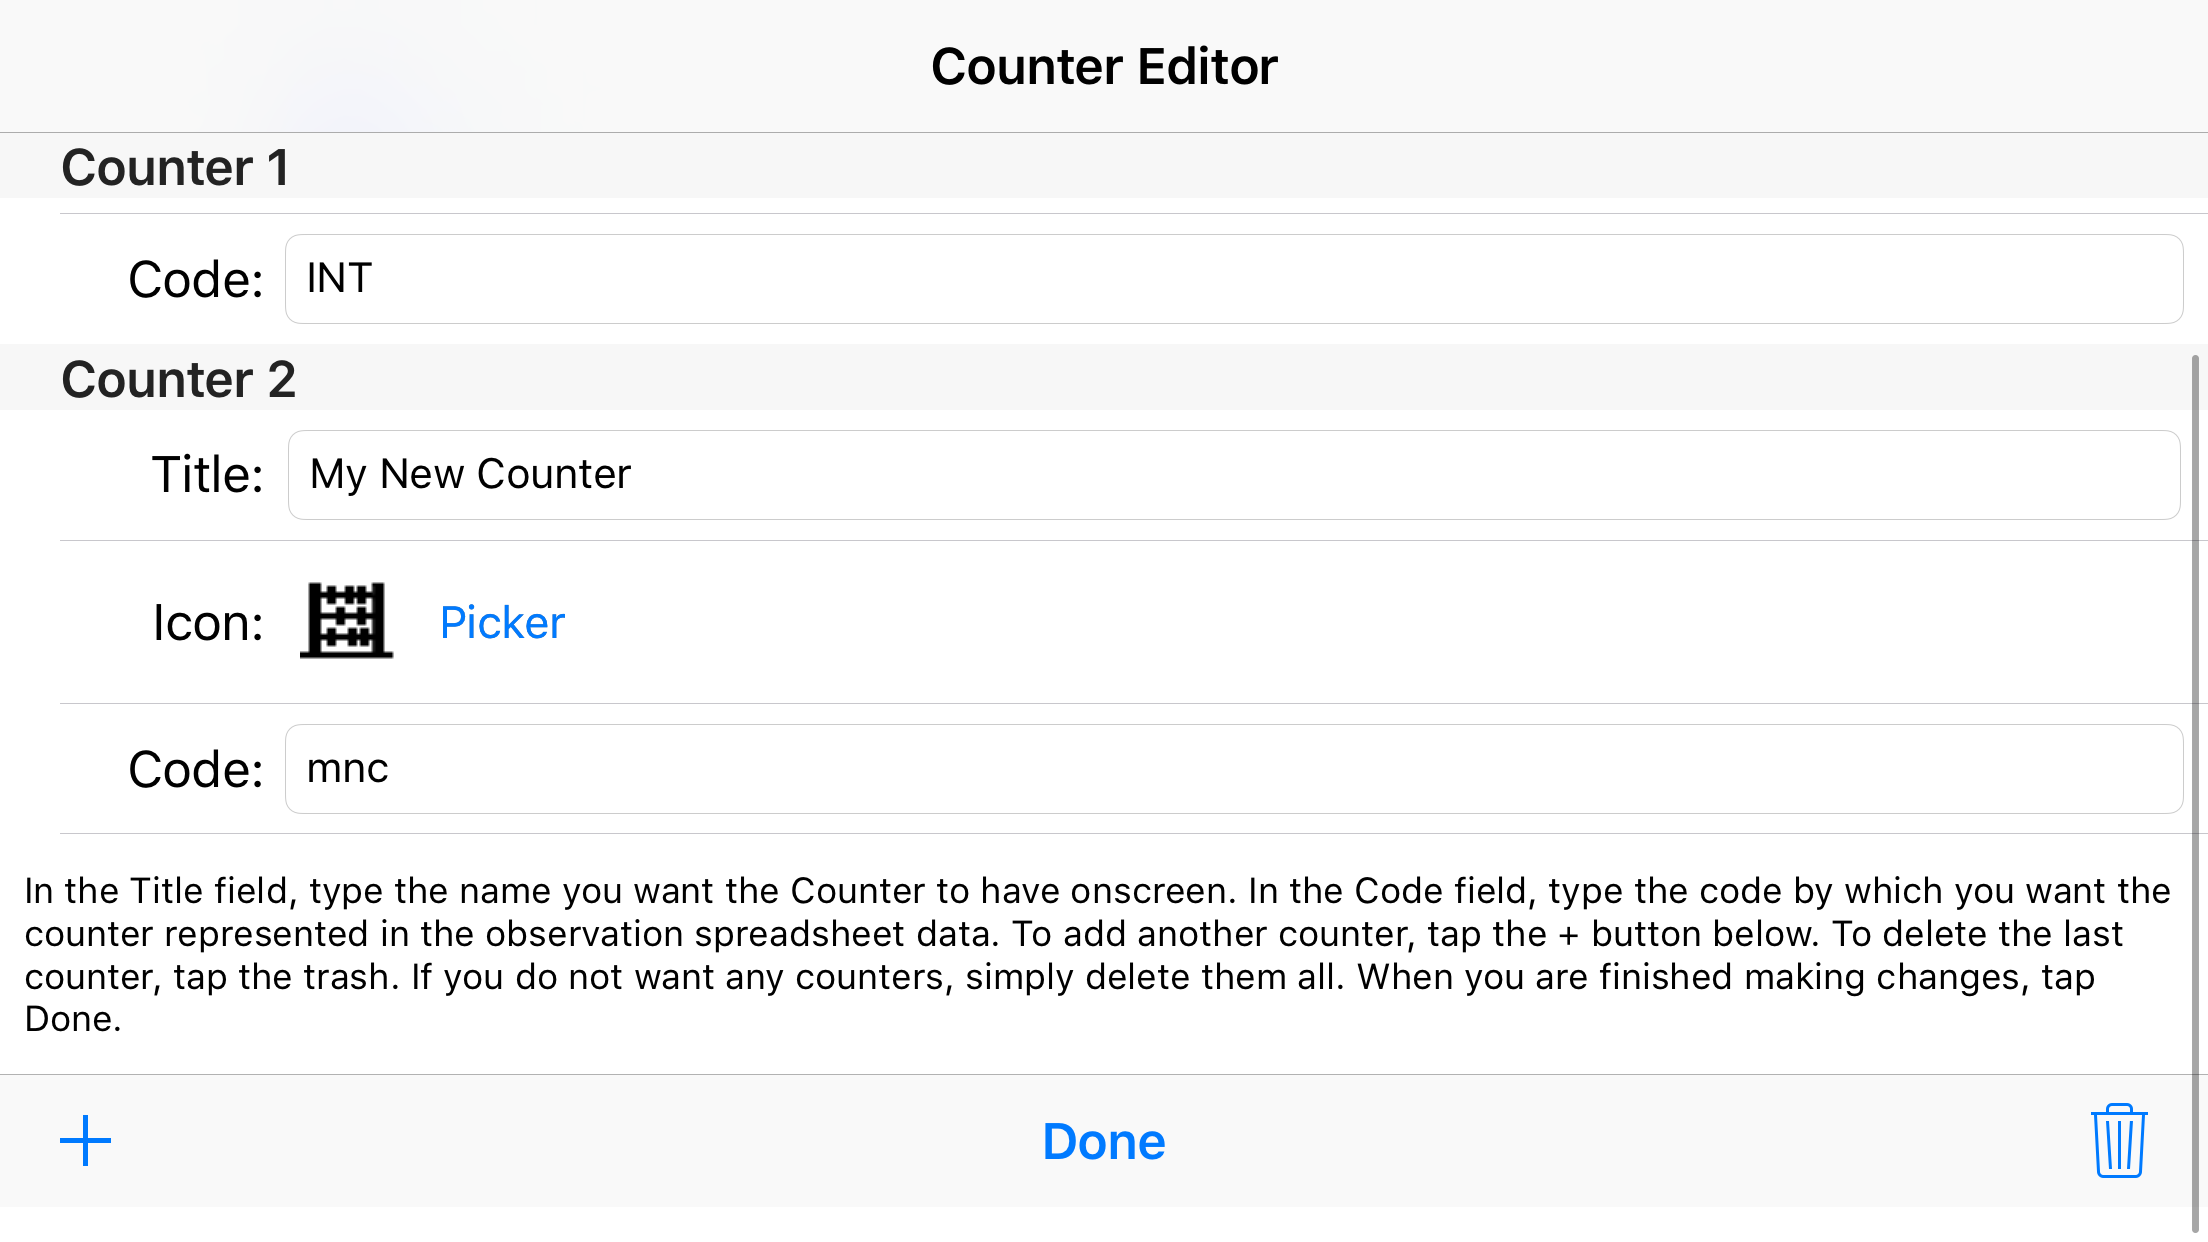 Counter Editor
Counter 1
Code: INT
Counter 2
Title: My New Counter
Icon: Picker
Code: mnc
In the Title field, type the name you want the Counter to have onscreen. In the Code field, type the code by which you want the
counter represented in the observation spreadsheet data. To add another counter, tap the + button below. To delete the last
counter, tap the trash. If you do not want any counters, simply delete them all. When you are finished making changes, tap
Done.
Done